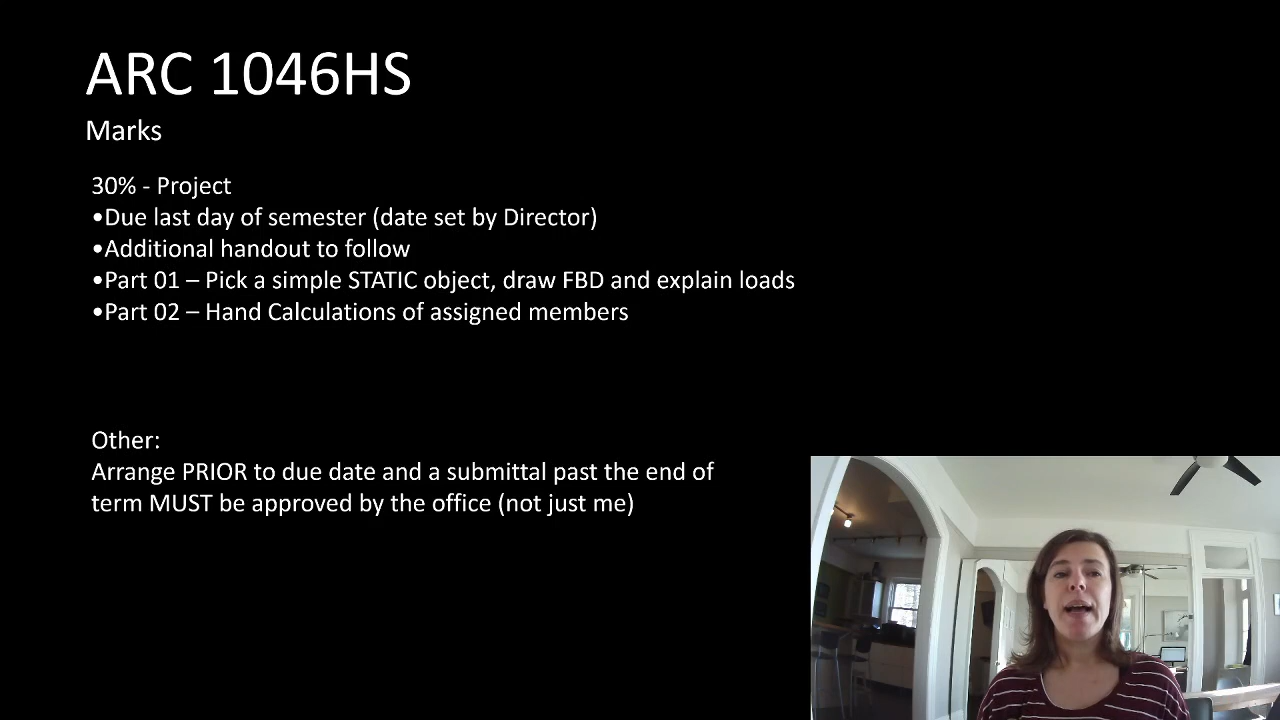 ARC 1046HS
Marks
30% - Project
•Due last day of semester (date set by Director)
•Additional handout to follow
•Part 01 – Pick a simple STATIC object, draw FBD and explain loads
•Part 02 – Hand Calculations of assigned members
Other:
Arrange PRIOR to due date and a submittal past the end of
term MUST be approved by the office (not just me)